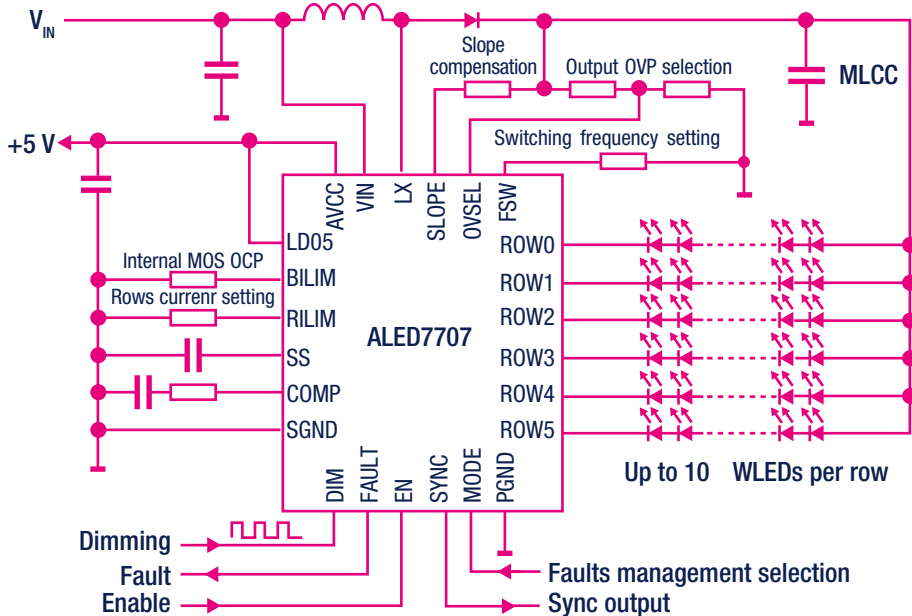 VIN
Slope
compensation
Output OVP selection
MLCC
+5 V
Switching frequency setting
AVCC
VIN
LX
SLOPE
OVSEL
FSW
LD05
ROW0
Internal MOS OCP
BILIM
ROW1
Rows currenr setting
RILIM
ROW2
ALED7707
SS
ROW3
COMP
ROW4
SGND
ROW5
DIM
FAULT
EN
SYNC
MODE
PGND
Up to 10 WLEDs per row
Dimming
Fault
Faults management selection
Enable
Sync output